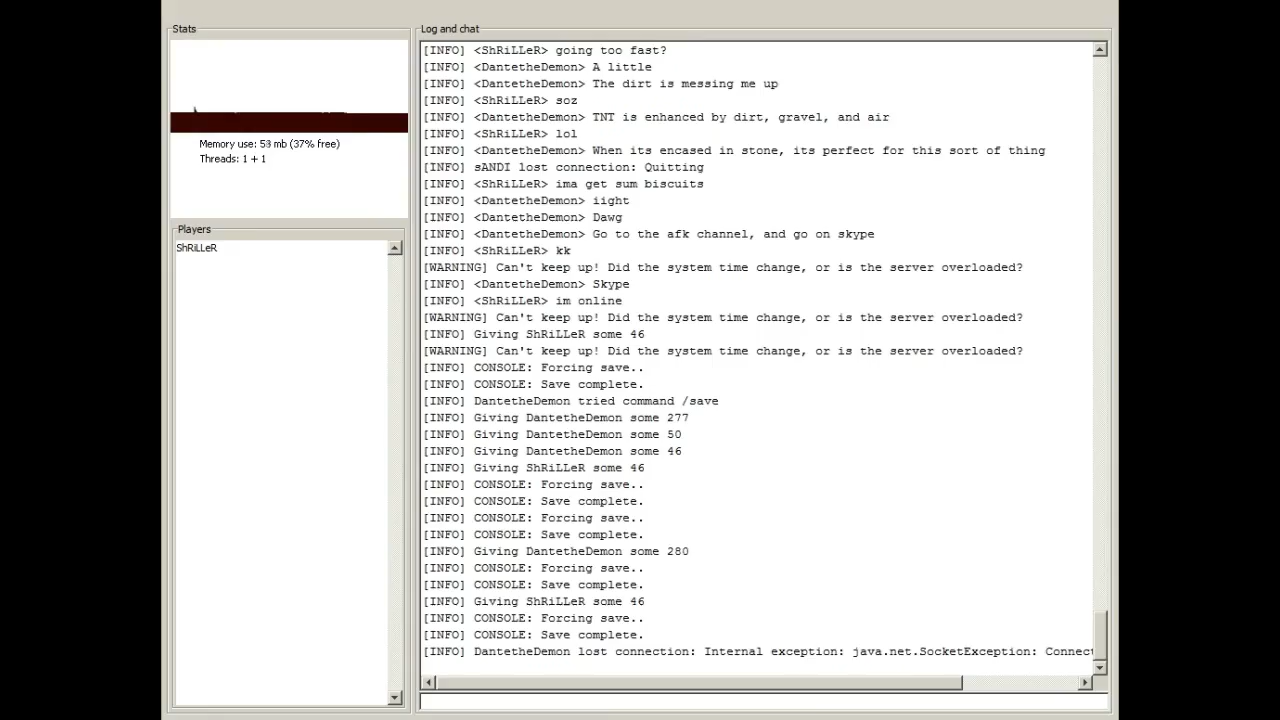 Stats
Memory use: 58 mb (37% free)
Threads: 1 + 1
Players
ShRiLLeR
Log and chat
[INFO] <ShRiLLeR> going too fast?
[INFO] <DantetheDemon> A little
[INFO] <DantetheDemon> The dirt is messing me up
[INFO] <ShRiLLeR> soz
[INFO] <DantetheDemon> TNT is enhanced by dirt, gravel, and air
[INFO] <ShRiLLeR> lol
[INFO] <DantetheDemon> When its encased in stone, its perfect for this sort of thing
[INFO] sANDI lost connection: Quitting
[INFO] <ShRiLLeR> ima get sum biscuits
[INFO] <DantetheDemon> iight
[INFO] <DantetheDemon> Dawg
[INFO] <DantetheDemon> Go to the afk channel, and go on skype
[INFO] <ShRiLLeR> kk
[WARNING] Can't keep up! Did the system time change, or is the server overloaded?
[INFO] <DantetheDemon> Skype
[INFO] <ShRiLLeR> im online
[WARNING] Can't keep up! Did the system time change, or is the server overloaded?
[INFO] Giving ShRiLLeR some 46
[WARNING] Can't keep up! Did the system time change, or is the server overloaded?
[INFO] CONSOLE: Forcing save..
[INFO] CONSOLE: Save complete.
[INFO] DantetheDemon tried command /save
[INFO] Giving DantetheDemon some 277
[INFO] Giving DantetheDemon some 50
[INFO] Giving DantetheDemon some 46
[INFO] Giving ShRiLLeR some 46
[INFO] CONSOLE: Forcing save..
[INFO] CONSOLE: Save complete.
[INFO] CONSOLE: Forcing save..
[INFO] CONSOLE: Save complete.
[INFO] Giving DantetheDemon some 280
[INFO] CONSOLE: Forcing save..
[INFO] CONSOLE: Save complete.
[INFO] Giving ShRiLLeR some 46
[INFO] CONSOLE: Forcing save..
[INFO] CONSOLE: Save complete.
[INFO] DantetheDemon lost connection: Internal exception: java.net.SocketException: Connect